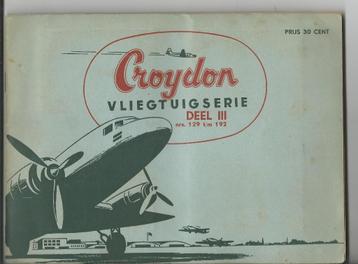 PRIJS 30 CENT
Croydon
VLIEGTUIGSERIE
DEEL III
nrs. 129 t/m 192